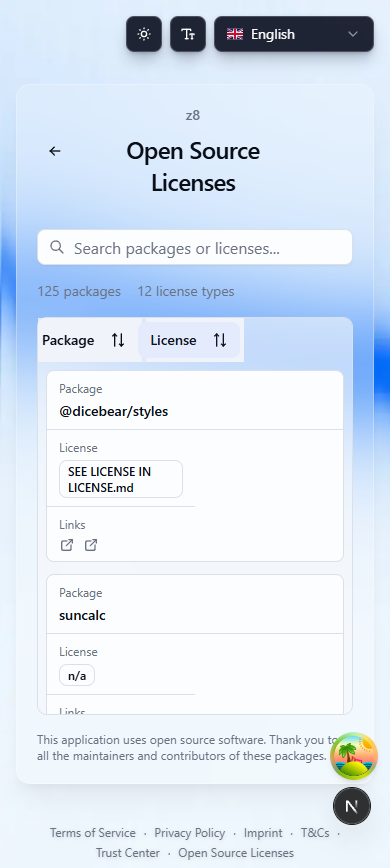 English
z8
Open Source
Licenses
Search packages or licenses...
125 packages 12 license types
Package License
Package
@dicebear/styles
License
SEE LICENSE IN
LICENSE.md
Links
Package
suncalc
License
n/a
Links
This application uses open source software. Thank you to
all the maintainers and contributors of these packages.
N
Terms of Service · Privacy Policy · Imprint · T&Cs ·
Trust Center · Open Source Licenses